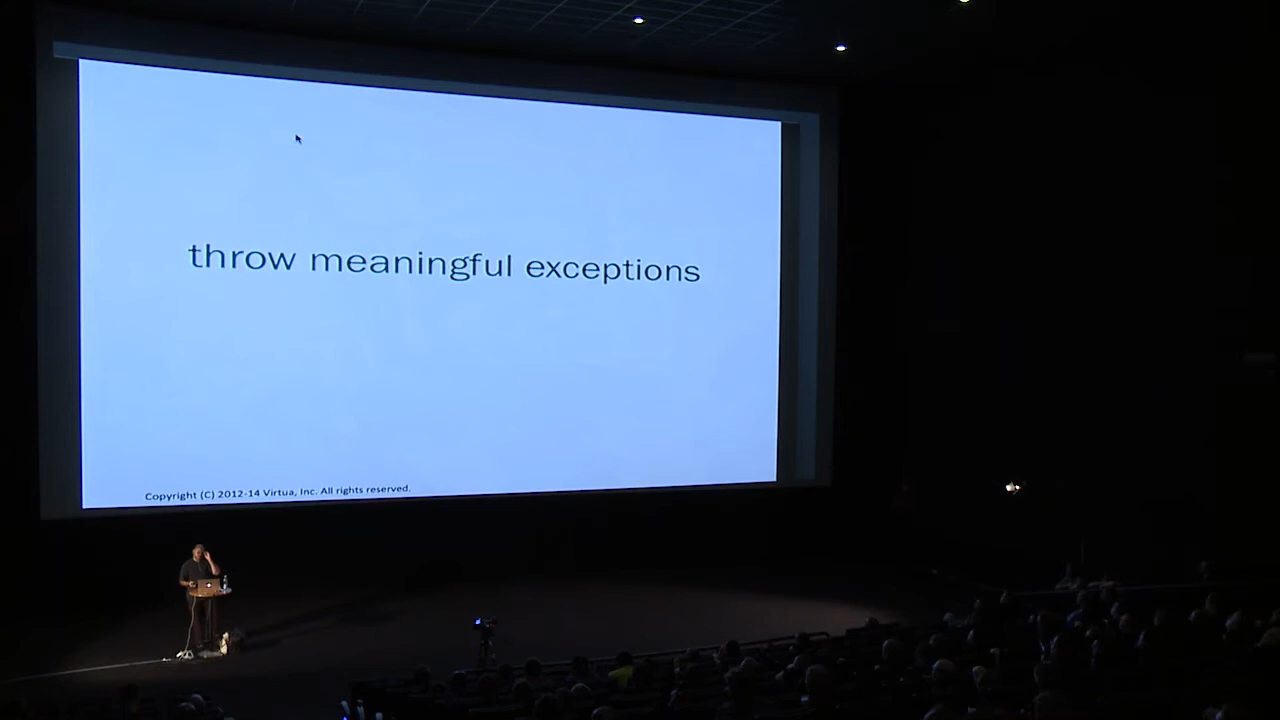 throw meaningful exceptions
Copyright (C) 2012-14 Virtua, Inc. All rights reserved.